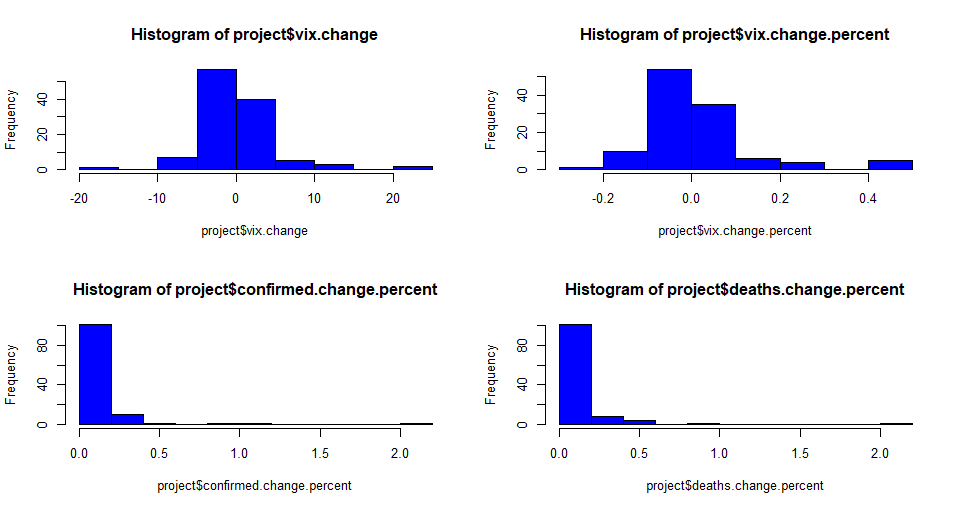 Histogram of project$vix.change
Frequency
0 20 40
-20 -10 0 10 20
project$vix.change
Histogram of project$vix.change.percent
Frequency
0 20 40
-0.2 0.0 0.2 0.4
project$vix.change.percent
Histogram of project$confirmed.change.percent
Frequency
0 40 80
0.0 0.5 1.0 1.5 2.0
project$confirmed.change.percent
Histogram of project$deaths.change.percent
Frequency
0 40 80
0.0 0.5 1.0 1.5 2.0
project$deaths.change.percent